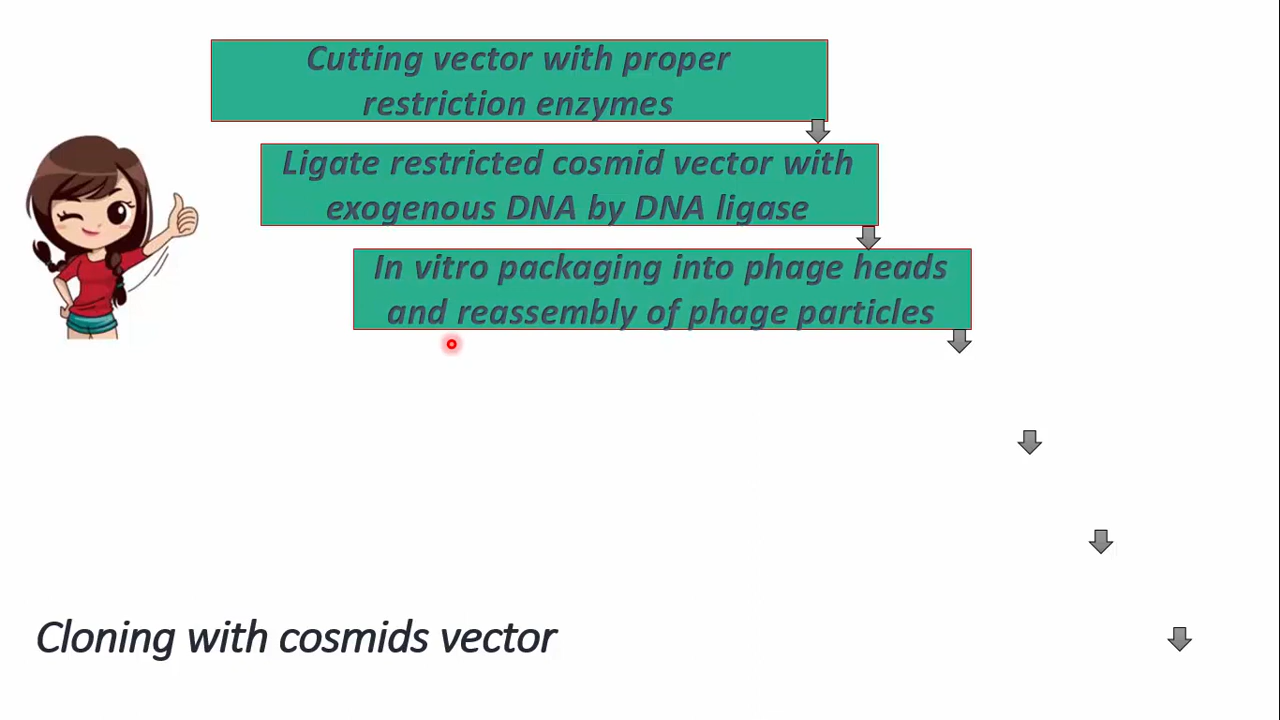 Cutting vector with proper
restriction enzymes
Ligate restricted cosmid vector with
exogenous DNA by DNA ligase
In vitro packaging into phage heads
and reassembly of phage particles
Cloning with cosmids vector